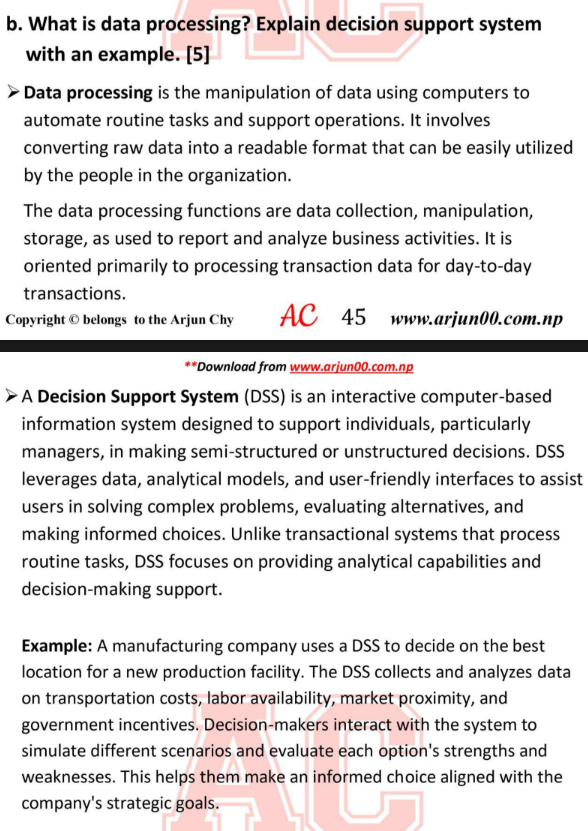 b. What is data processing? Explain decision support system
with an example. [5]
➢ Data processing is the manipulation of data using computers to
automate routine tasks and support operations. It involves
converting raw data into a readable format that can be easily utilized
by the people in the organization.
The data processing functions are data collection, manipulation,
storage, as used to report and analyze business activities. It is
oriented primarily to processing transaction data for day-to-day
transactions.
Copyright © belongs to the Arjun Chy AC 45 www.arjun00.com.np
**Download from www.arjun00.com.np
➢ A Decision Support System (DSS) is an interactive computer-based
information system designed to support individuals, particularly
managers, in making semi-structured or unstructured decisions. DSS
leverages data, analytical models, and user-friendly interfaces to assist
users in solving complex problems, evaluating alternatives, and
making informed choices. Unlike transactional systems that process
routine tasks, DSS focuses on providing analytical capabilities and
decision-making support.
Example: A manufacturing company uses a DSS to decide on the best
location for a new production facility. The DSS collects and analyzes data
on transportation costs, labor availability, market proximity, and
government incentives. Decision-makers interact with the system to
simulate different scenarios and evaluate each option's strengths and
weaknesses. This helps them make an informed choice aligned with the
company's strategic goals.
AC